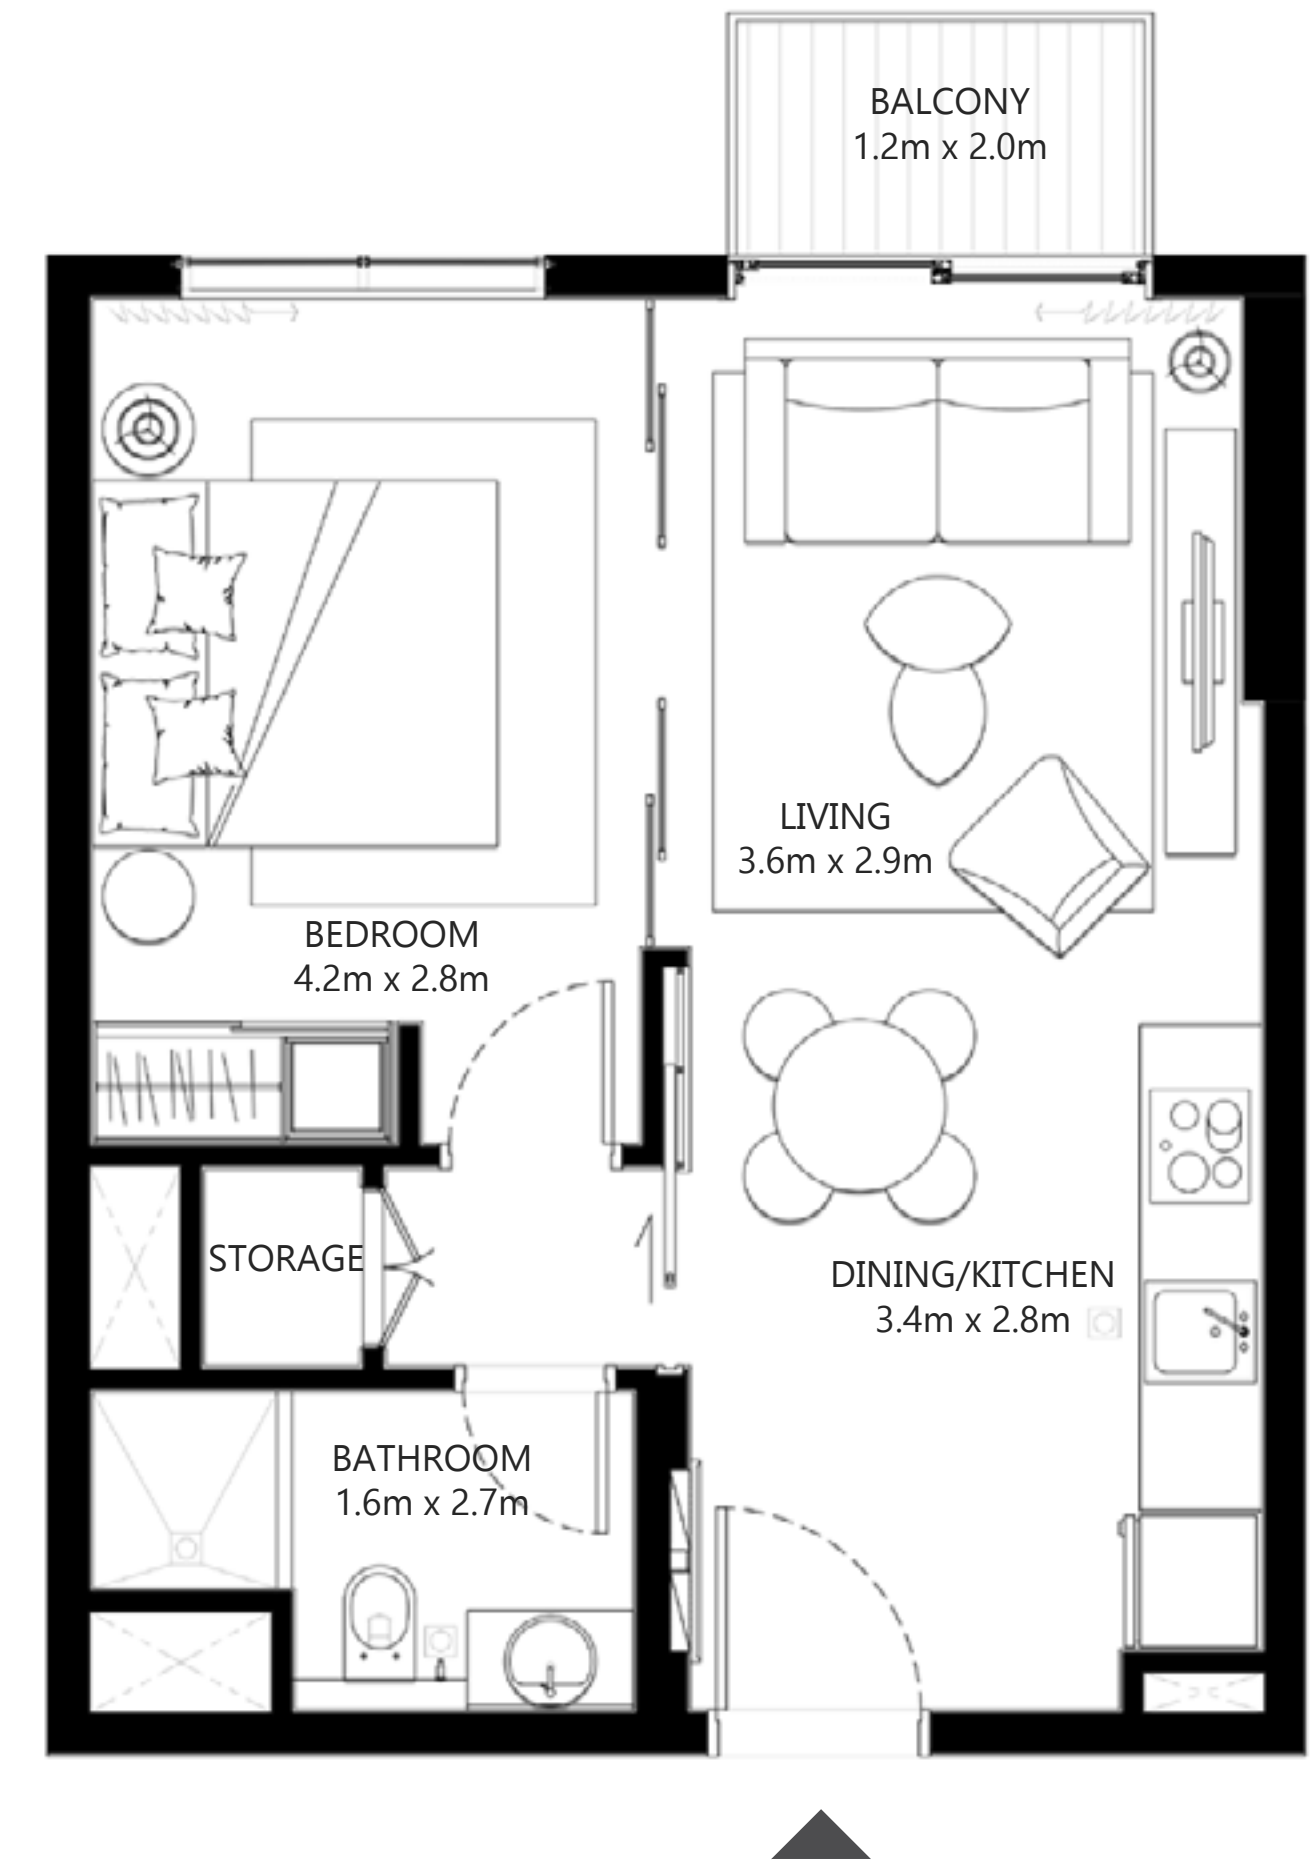 BALCONY
1.2m x 2.0m
LIVING
3.6m x 2.9m
BEDROOM
4.2m x 2.8m
STORAGE
DINING/KITCHEN
3.4m x 2.8m
BATHROOM
1.6m x 2.7m